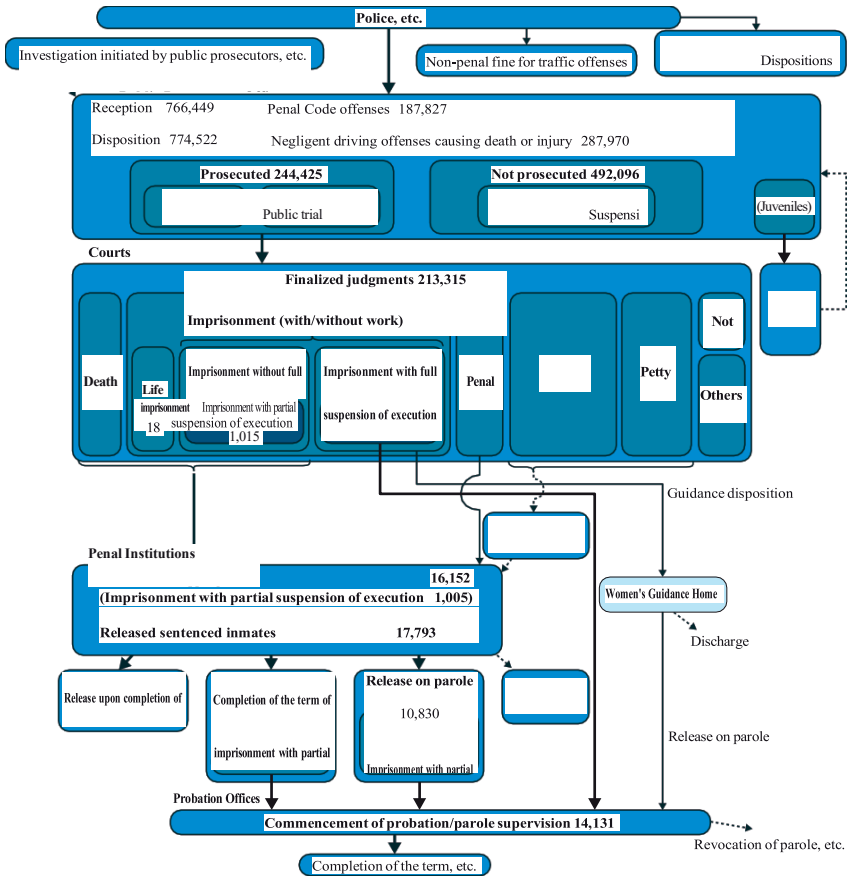 Police, etc.
Investigation initiated by public prosecutors, etc.
Non-penal fine for traffic offenses
Dispositions
Reception 766,449 Penal Code offenses 187,827
Disposition 774,522 Negligent driving offenses causing death or injury 287,970
Prosecuted 244,425
Not prosecuted 492,096
Public trial
Suspensi
(Juveniles)
Courts
Finalized judgments 213,315
Imprisonment (with/without work)
Death
Life
imprisonment
18
Imprisonment without full
Imprisonment with partial
suspension of execution
1,015
Imprisonment with full
suspension of execution
Penal
Petty
Not
Others
Guidance disposition
Penal Institutions
16,152
(Imprisonment with partial suspension of execution 1,005)
Released sentenced inmates 17,793
Women's Guidance Home
Discharge
Release upon completion of
Completion of the term of
imprisonment with partial
Release on parole
10,830
Imprisonment with partial
Release on parole
Probation Offices
Commencement of probation/parole supervision 14,131
Revocation of parole, etc.
Completion of the term, etc.